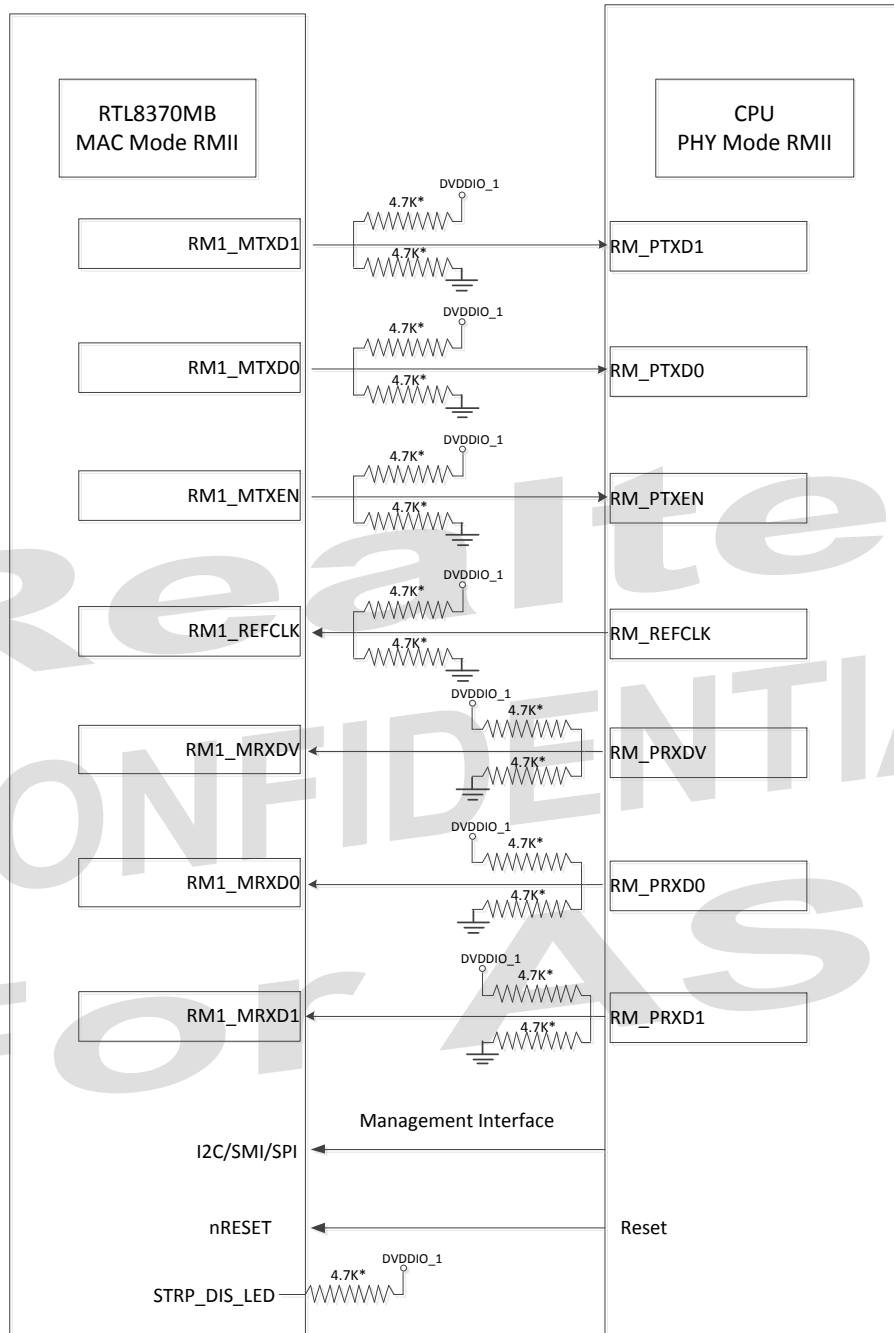 RTL8370MB
MAC Mode RMII
CPU
PHY Mode RMII
DVDDIO_1
4.7K*
RM1_MTXD1
RM_PTXD1
4.7K*
DVDDIO_1
4.7K*
RM1_MTXD0
RM_PTXD0
4.7K*
DVDDIO_1
4.7K*
RM1_MTXEN
RM_PTXEN
4.7K*
DVDDIO_1
4.7K*
RM1_REFCLK
RM_REFCLK
4.7K*
DVDDIO_1
4.7K*
RM1_MRXDV
RM_PRXDV
4.7K*
DVDDIO_1
4.7K*
RM1_MRXD0
RM_PRXD0
4.7K*
DVDDIO_1
4.7K*
RM1_MRXD1
RM_PRXD1
4.7K*
Management Interface
I2C/SMI/SPI
nRESET
Reset
DVDDIO_1
4.7K*
STRP_DIS_LED
Realte
ONFIDENTIA
For AS